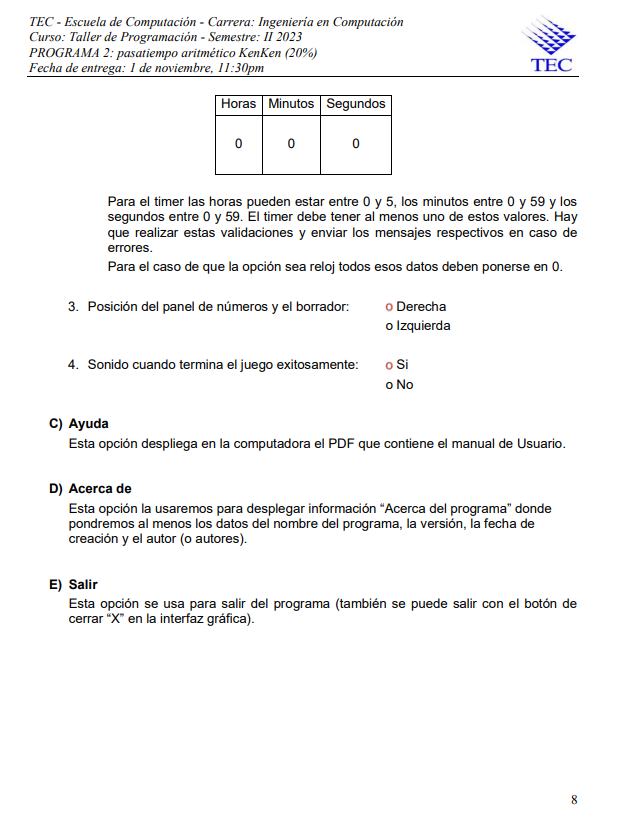 TEC - Escuela de Computación - Carrera: Ingeniería en Computación
Curso: Taller de Programación - Semestre: II 2023
PROGRAMA 2: pasatiempo aritmético KenKen (20%)
Fecha de entrega: 1 de noviembre, 11:30pm
TEC
Horas Minutos Segundos
0 0 0
Para el timer las horas pueden estar entre 0 y 5, los minutos entre 0 y 59 y los
segundos entre 0 y 59. El timer debe tener al menos uno de estos valores. Hay
que realizar estas validaciones y enviar los mensajes respectivos en caso de
errores.
Para el caso de que la opción sea reloj todos esos datos deben ponerse en 0.
3. Posición del panel de números y el borrador: o Derecha
o Izquierda
4. Sonido cuando termina el juego exitosamente: o Si
o No
C) Ayuda
Esta opción despliega en la computadora el PDF que contiene el manual de Usuario.
D) Acerca de
Esta opción la usaremos para desplegar información “Acerca del programa” donde
pondremos al menos los datos del nombre del programa, la versión, la fecha de
creación y el autor (o autores).
E) Salir
Esta opción se usa para salir del programa (también se puede salir con el botón de
cerrar “X” en la interfaz gráfica).
8